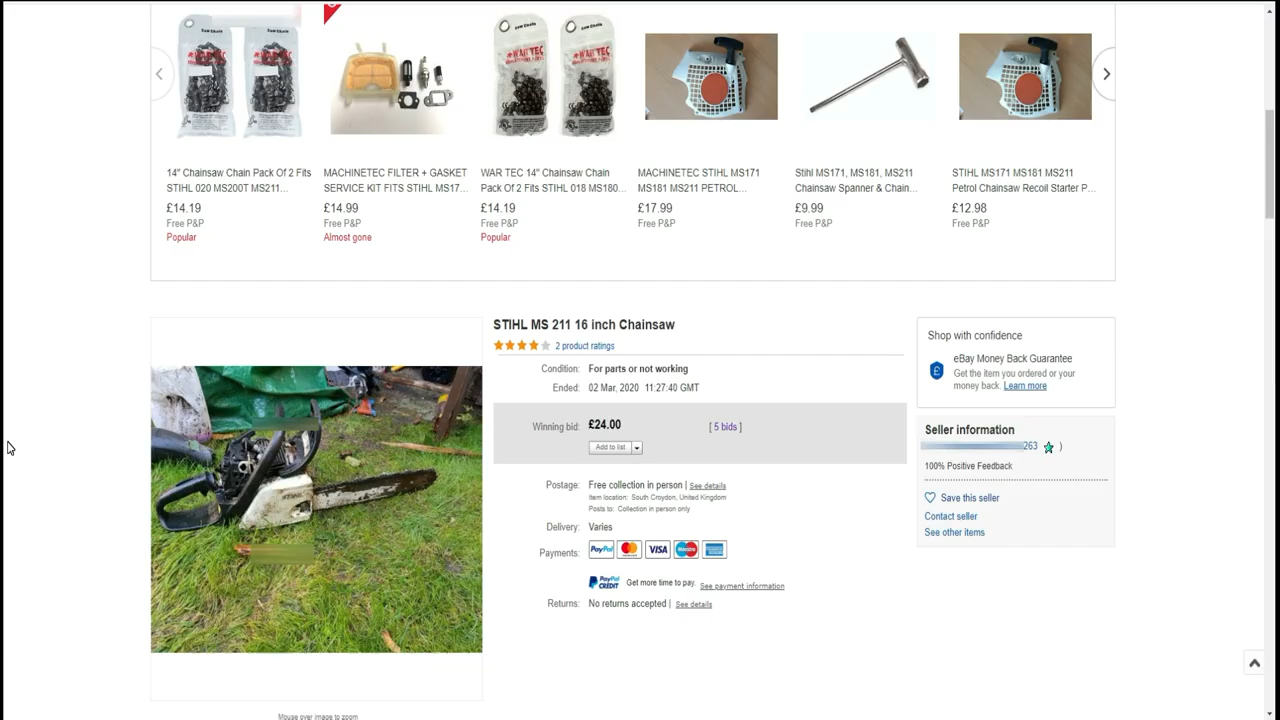 14" Chainsaw Chain Pack Of 2 Fits
STIHL 020 MS200T MS211...
£14.19
Free P&P
Popular
MACHINETEC FILTER + GASKET
SERVICE KIT FITS STIHL MS17...
£14.99
Free P&P
Almost gone
WAR TEC 14" Chainsaw Chain
Pack Of 2 Fits STIHL 018 MS180...
£14.19
Free P&P
Popular
MACHINETEC STIHL MS171
MS181 MS211 PETROL...
£17.99
Free P&P
Stihl MS171, MS181, MS211
Chainsaw Spanner & Chain...
£9.99
Free P&P
STIHL MS171 MS181 MS211
Petrol Chainsaw Recoil Starter P...
£12.98
Free P&P
STIHL MS 211 16 inch Chainsaw
2 product ratings
Condition: For parts or not working
Ended: 02 Mar, 2020 11:27:40 GMT
Winning bid: £24.00 [ 5 bids ]
Add to list
Postage: Free collection in person | See details
Item location: South Croydon, United Kingdom
Posts to: Collection in person only
Delivery: Varies
Payments: PayPal VISA
PayPal CREDIT Get more time to pay. See payment information
Returns: No returns accepted | See details
Shop with confidence
eBay Money Back Guarantee
Get the item you ordered or your
money back. Learn more
Seller information
263 )
100% Positive Feedback
Save this seller
Contact seller
See other items
Mouse over image to zoom